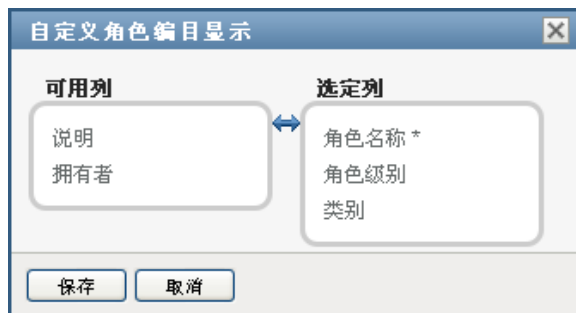 自定义角色编目显示
可用列
说明
拥有者
选定列
角色名称 *
角色级别
类别
保存
取消